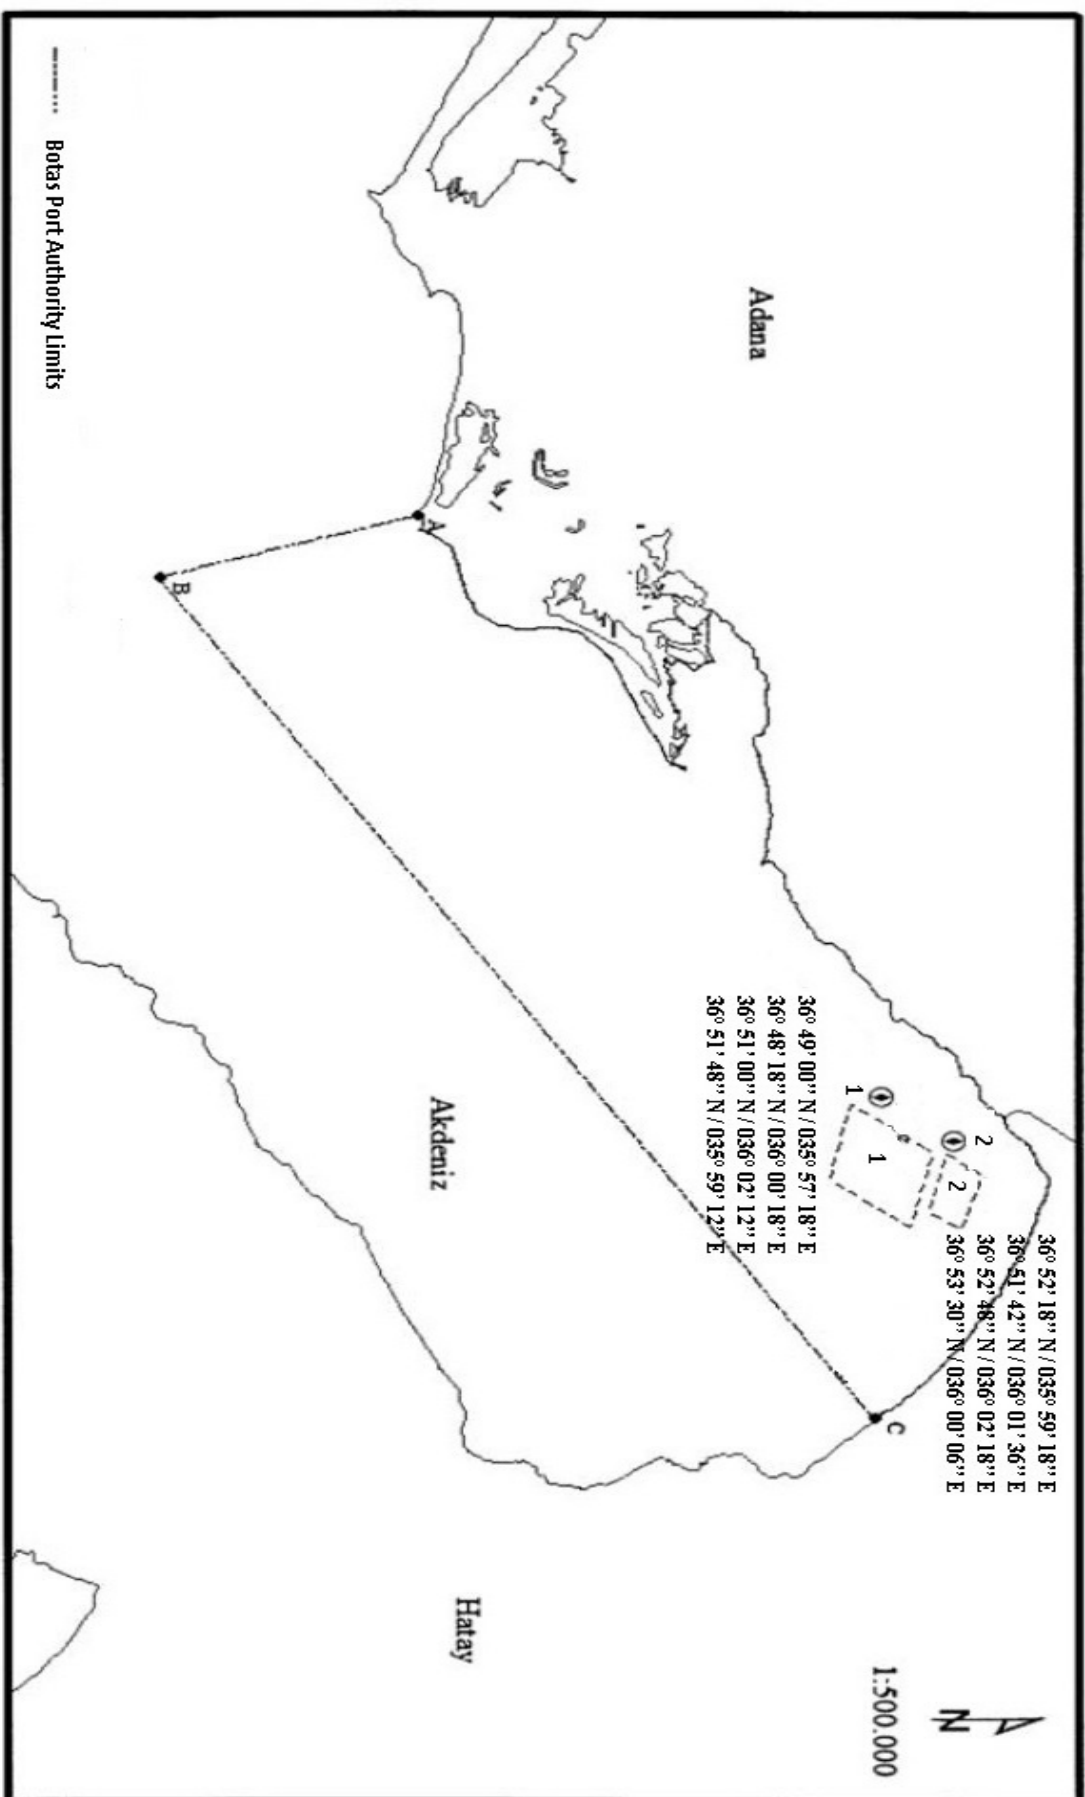 36° 52’ 18” N / 035° 59’ 18” E
36° 51’ 42” N / 036° 01’ 36” E
36° 52’ 48” N / 036° 02’ 18” E
36° 53’ 30” N / 036° 00’ 06” E
2
2
N
1:500.000
C
1
1
36° 49’ 00” N / 035° 57’ 18” E
36° 48’ 18” N / 036° 00’ 18” E
36° 51’ 00” N / 036° 02’ 12” E
36° 51’ 48” N / 035° 59’ 12” E
Adana
Hatay
Akdeniz
A
B
Botas Port Authority Limits